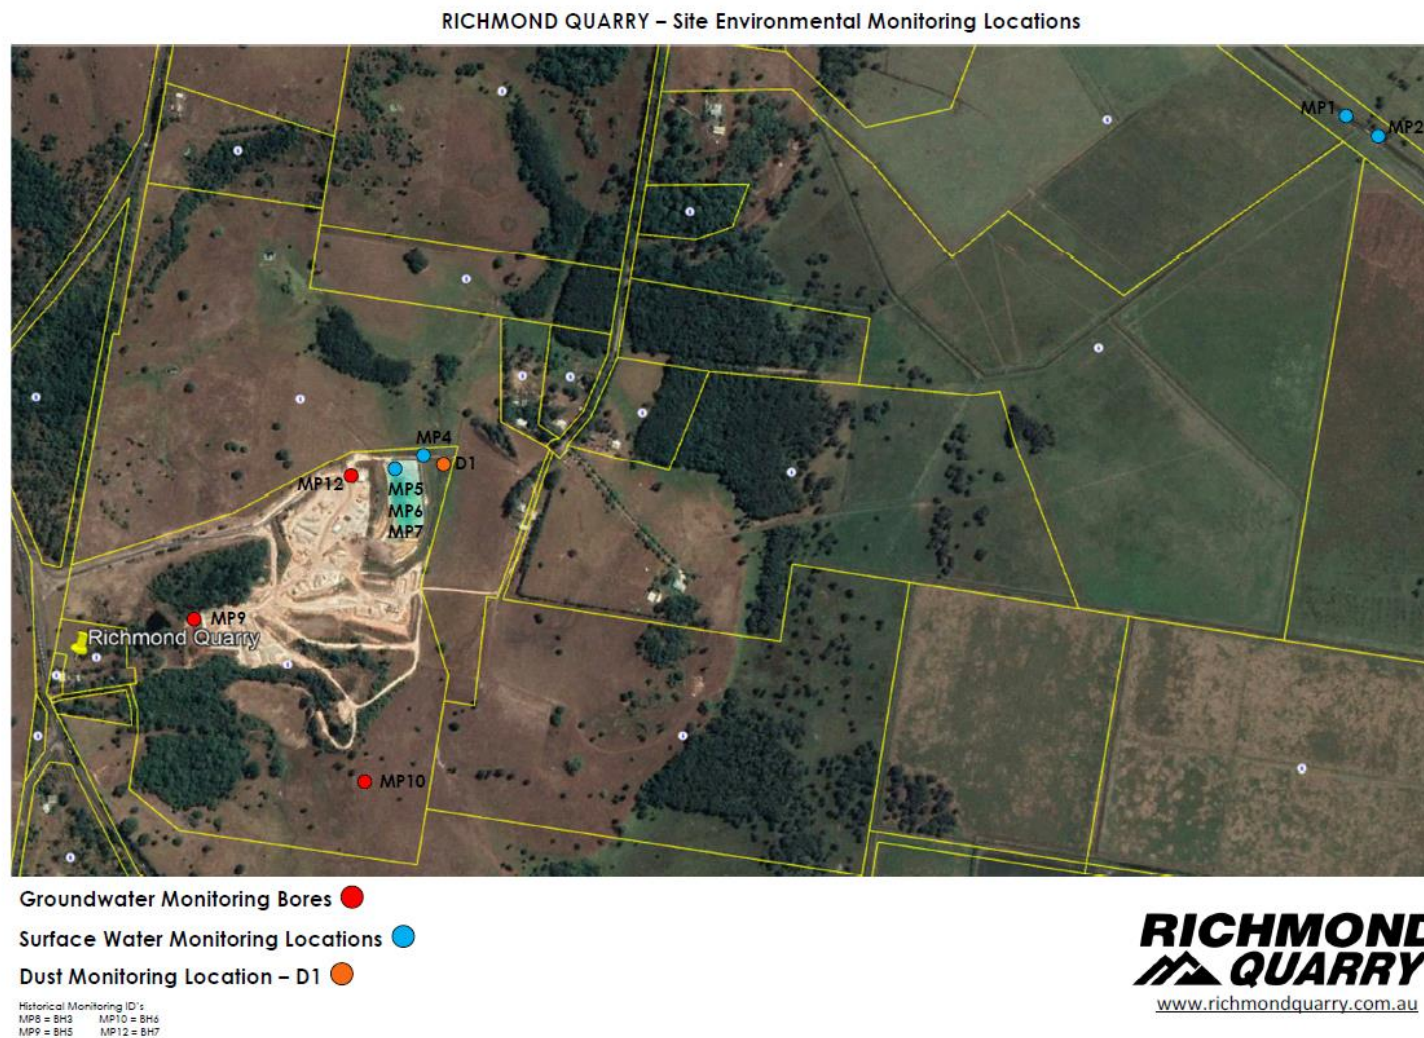 RICHMOND QUARRY – Site Environmental Monitoring Locations
MP1
MP2
MP4
D1
MP12
MP5
MP6
MP7
MP9
Richmond Quarry
MP10
Groundwater Monitoring Bores
Surface Water Monitoring Locations
Dust Monitoring Location – D1
Historical Monitoring ID's
MP8 = BH3 MP10 = BH6
MP9 = BH5 MP12 = BH7
RICHMOND
QUARRY
www.richmondquarry.com.au